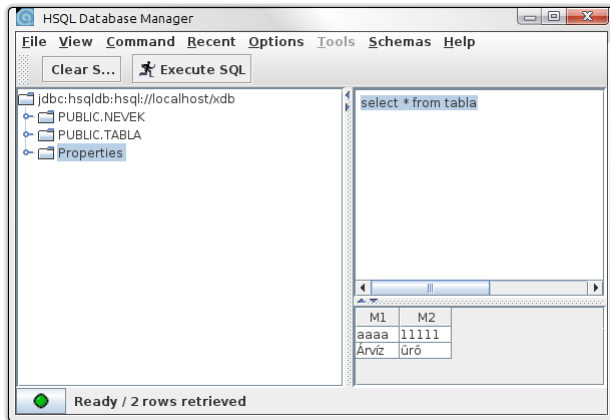 HSQL Database Manager
File View Command Recent Options Tools Schemas Help
Clear S... Execute SQL
jdbc:hsqldb:hsql://localhost/xdb
PUBLIC.NEVEK
PUBLIC.TABLA
Properties
select * from tabla
M1 M2
aaaa 11111
Árvíz űrő
Ready / 2 rows retrieved